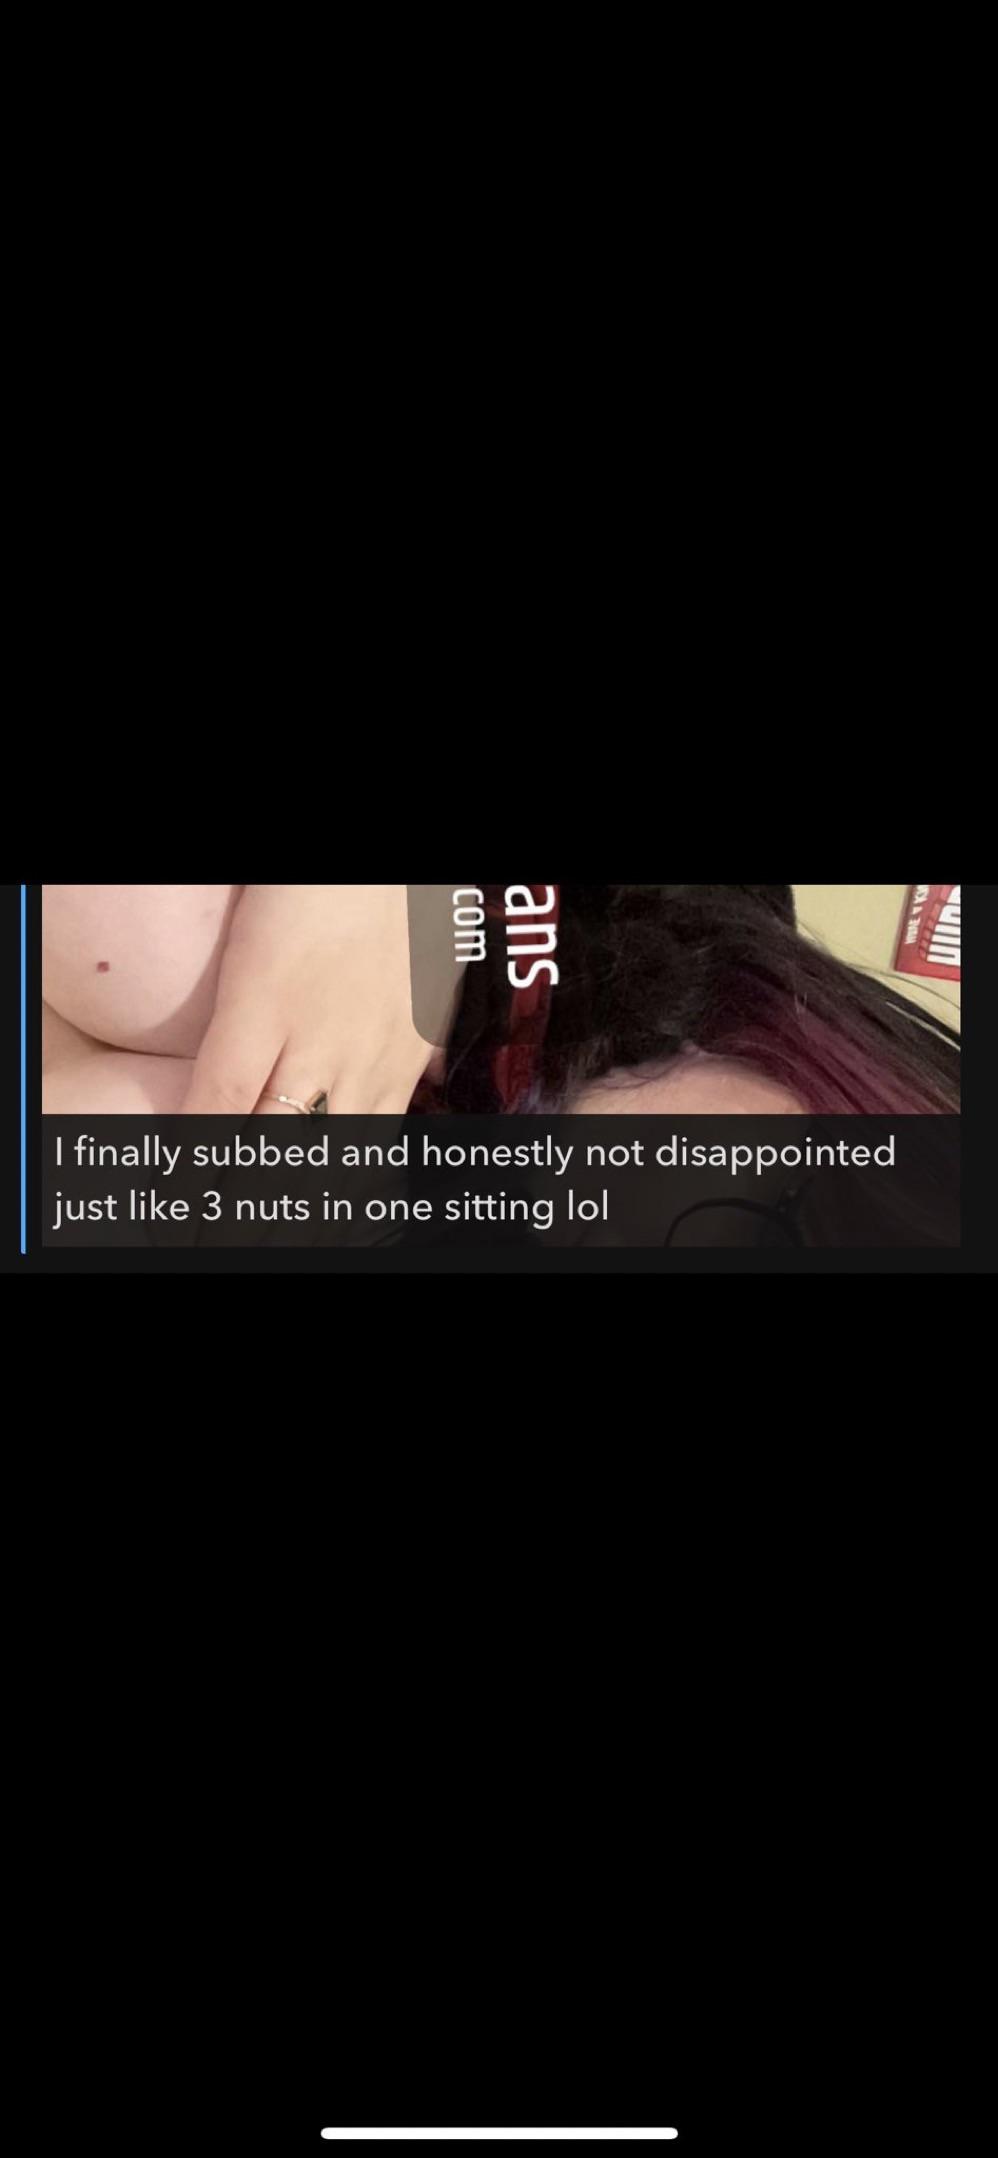 ans
com
I finally subbed and honestly not disappointed
just like 3 nuts in one sitting lol